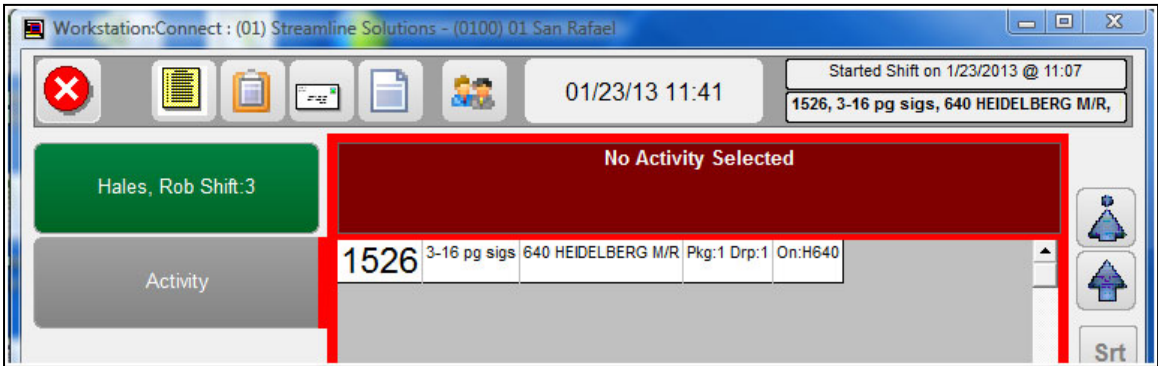 Workstation:Connect : (01) Streamline Solutions - (0100) 01 San Rafael
01/23/13 11:41
Started Shift on 1/23/2013 @ 11:07
1526, 3-16 pg sigs, 640 HEIDELBERG M/R,
Hales, Rob Shift:3
No Activity Selected
Activity
1526 3-16 pg sigs 640 HEIDELBERG M/R Pkg:1 Drp:1 On:H640
Srt